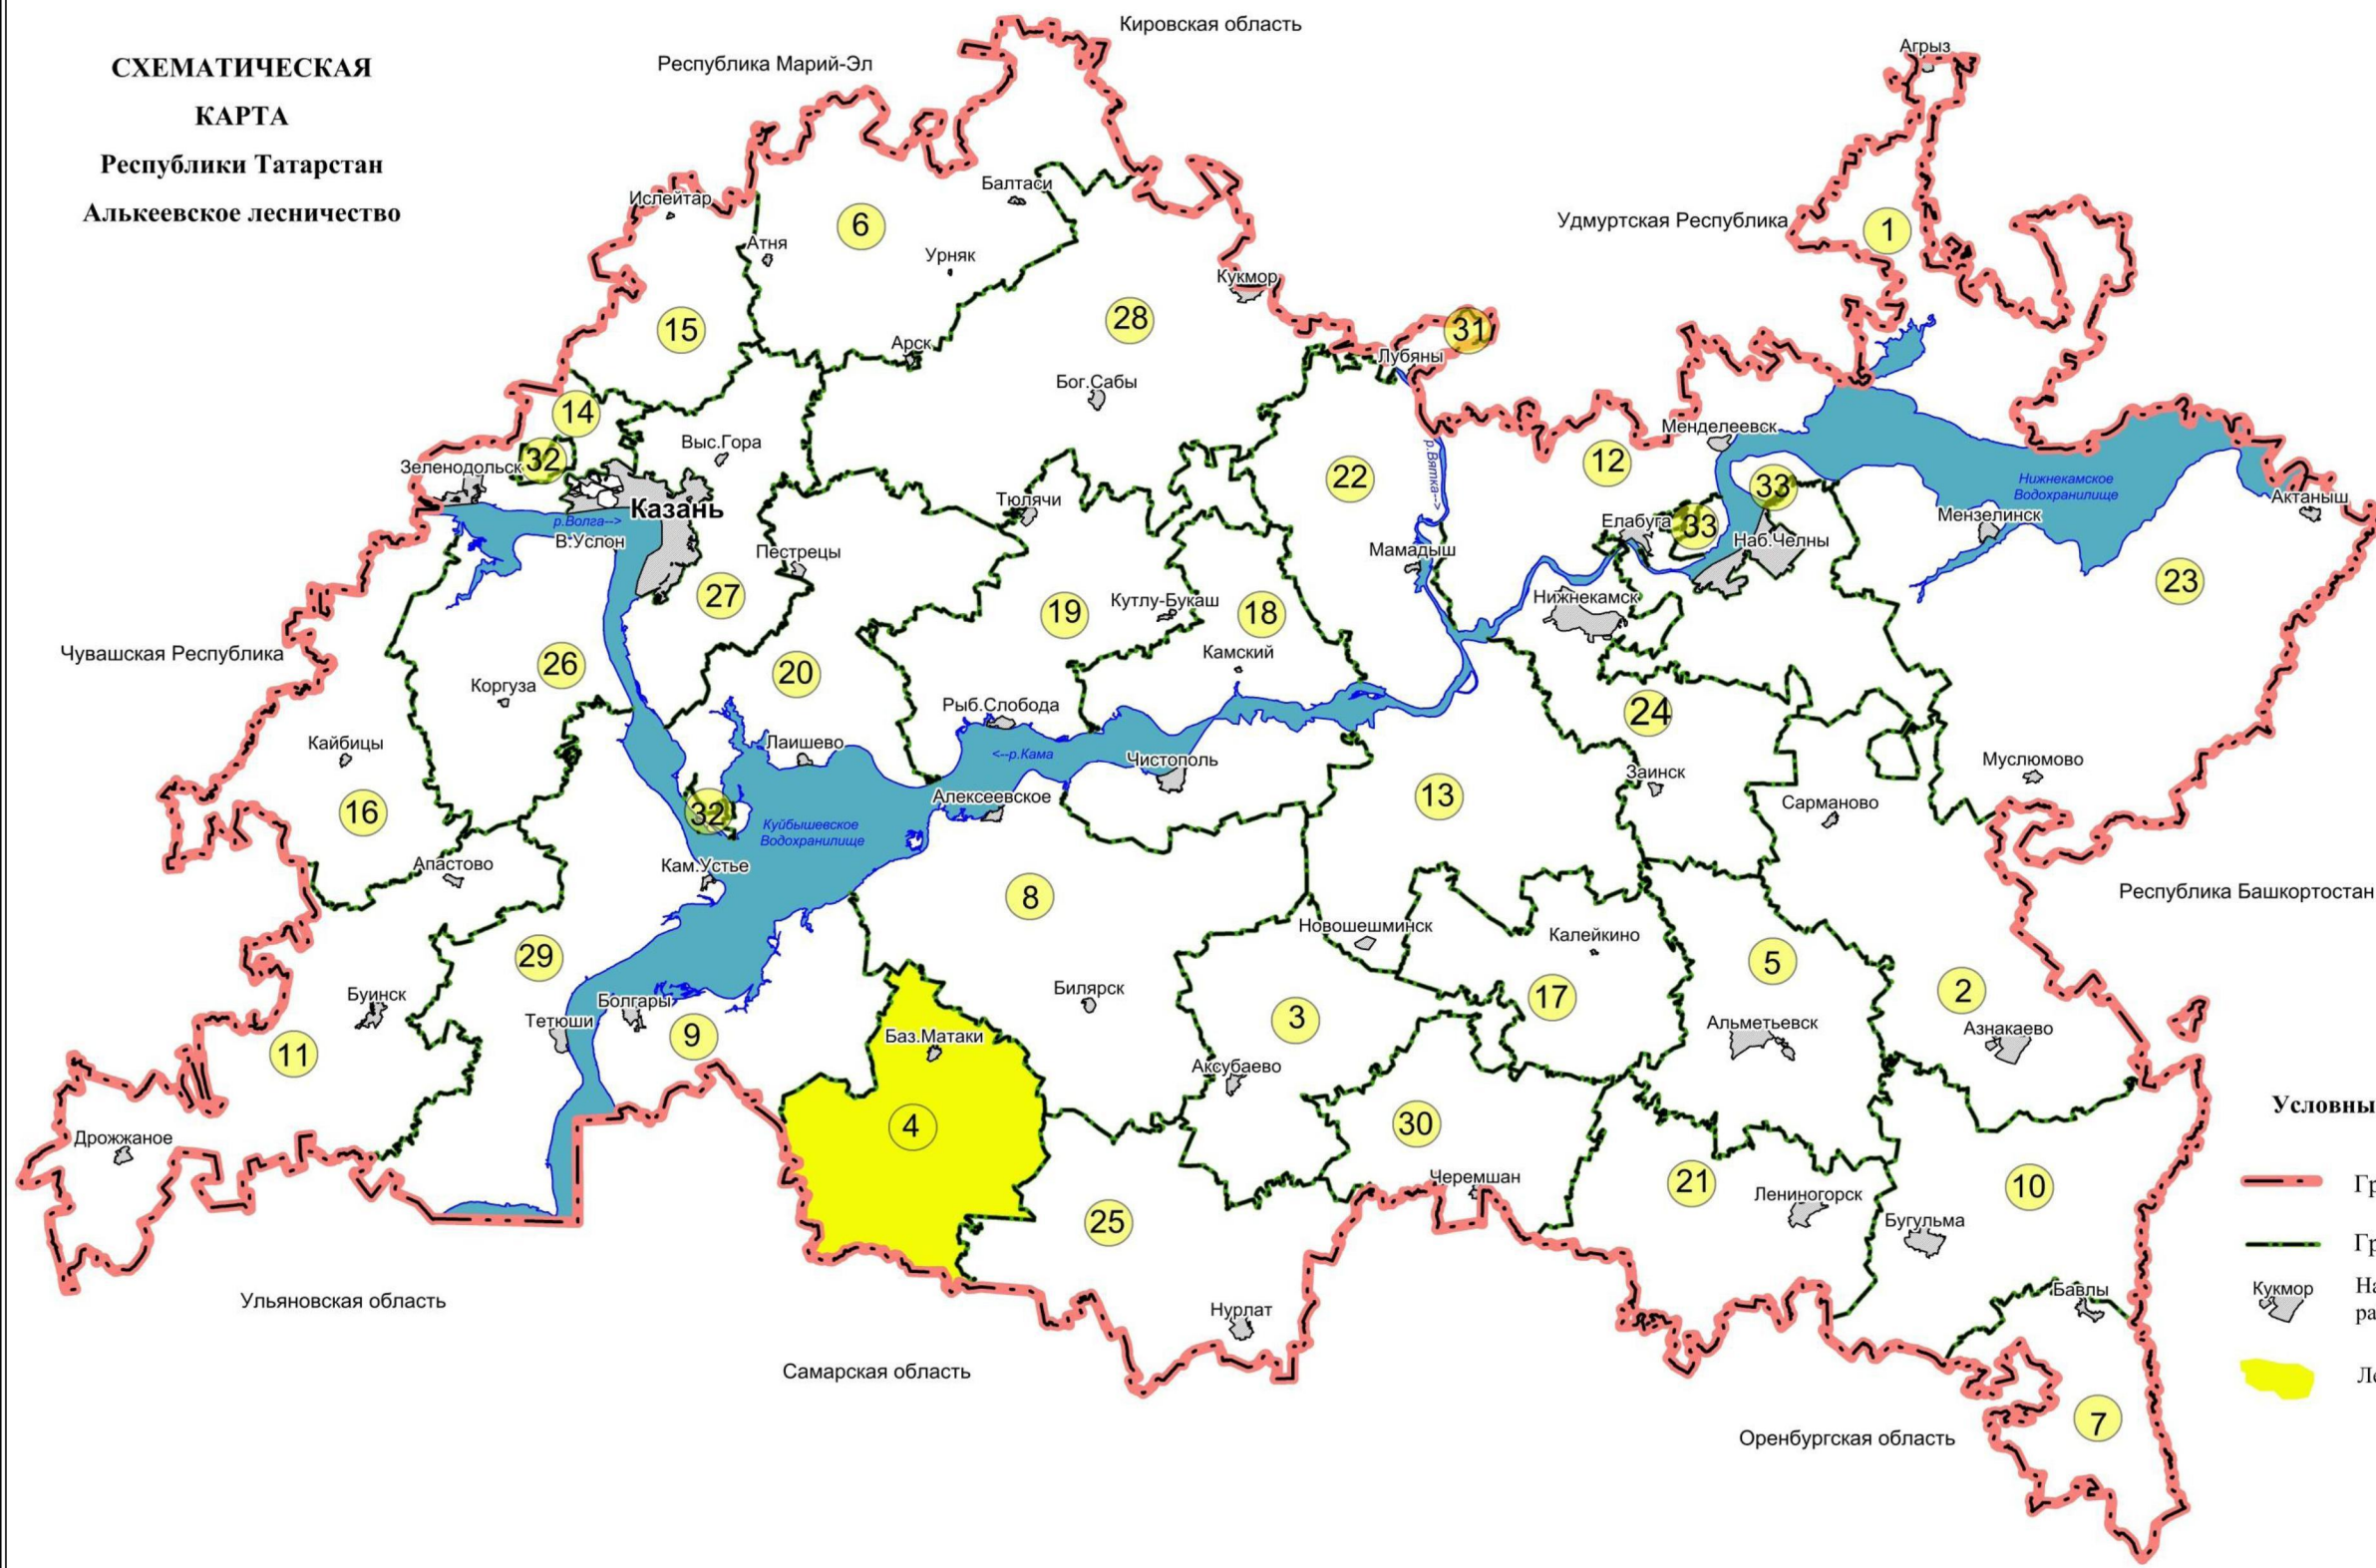 СХЕМАТИЧЕСКАЯ
КАРТА
Республики Татарстан
Алькеевское лесничество
Кировская область
Республика Марий-Эл
Агрыз
Удмуртская Республика
1
Ислейтар
Балтаси
6
Атня
Урняк
Кукмор
28
15
31
Арск
Лубяны
Бог.Сабы
14
Выс.Гора
Менделеевск
32
Зеленодольск
12
22
р.Вятка-->
33
Нижнекамское
Водохранилище
Тюлячи
Казань
Актаныш
Мензелинск
р.Волга-->
В.Услон
Елабуга
33
Наб.Челны
Пестрецы
Мамадыш
23
27
Нижнекамск
19
Кутлу-Букаш
18
Чувашская Республика
26
Камский
20
Коргуза
Рыб.Слобода
24
Кайбицы
Лаишево
<--р.Кама
Чистополь
Муслюмово
Заинск
Алексеевское
13
Сарманово
16
32
Куйбышевское
Водохранилище
Апастово
Кам.Устье
8
Республика Башкортостан
Новошешминск
Калейкино
29
5
Буинск
Болгары
Билярск
17
2
Тетюши
9
Баз.Матаки
3
Альметьевск
Азнакаево
11
Аксубаево
Условны
4
30
Дрожжаное
Черемшан
21
10
Лениногорск
Гр
25
Бугульма
Гр
Ульяновская область
Нурлат
Бавлы
Кукмор
На
ра
Самарская область
Ле
7
Оренбургская область